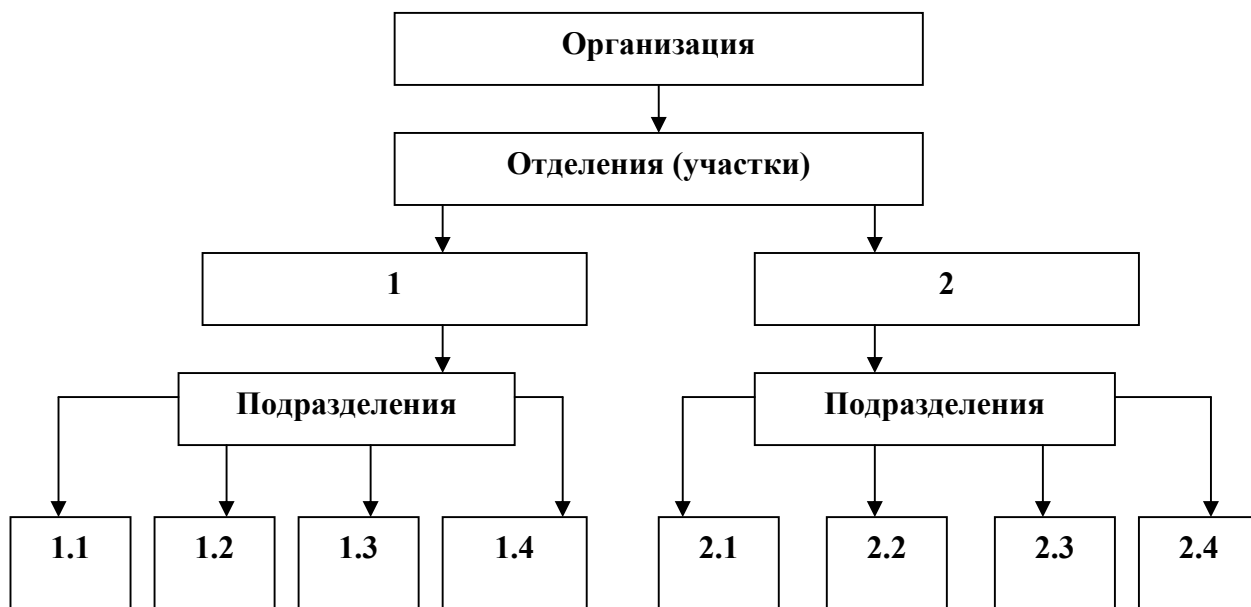 Организация
Отделения (участки)
1 2
Подразделения Подразделения
1.1 1.2 1.3 1.4 2.1 2.2 2.3 2.4